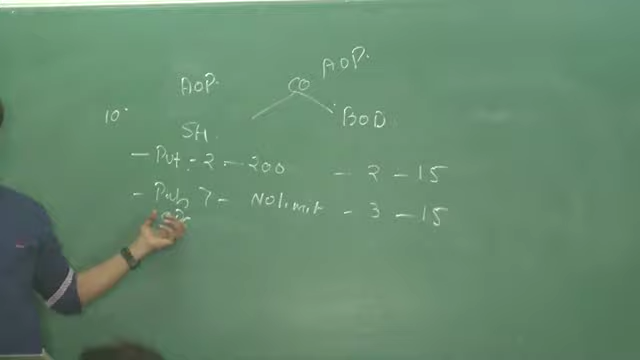 AOP.
AOP. CO
10.
BOD.
SH.
- Pvt. - 2 - 200 - 2 - 15
- Pub 7 - No limit - 3 - 15